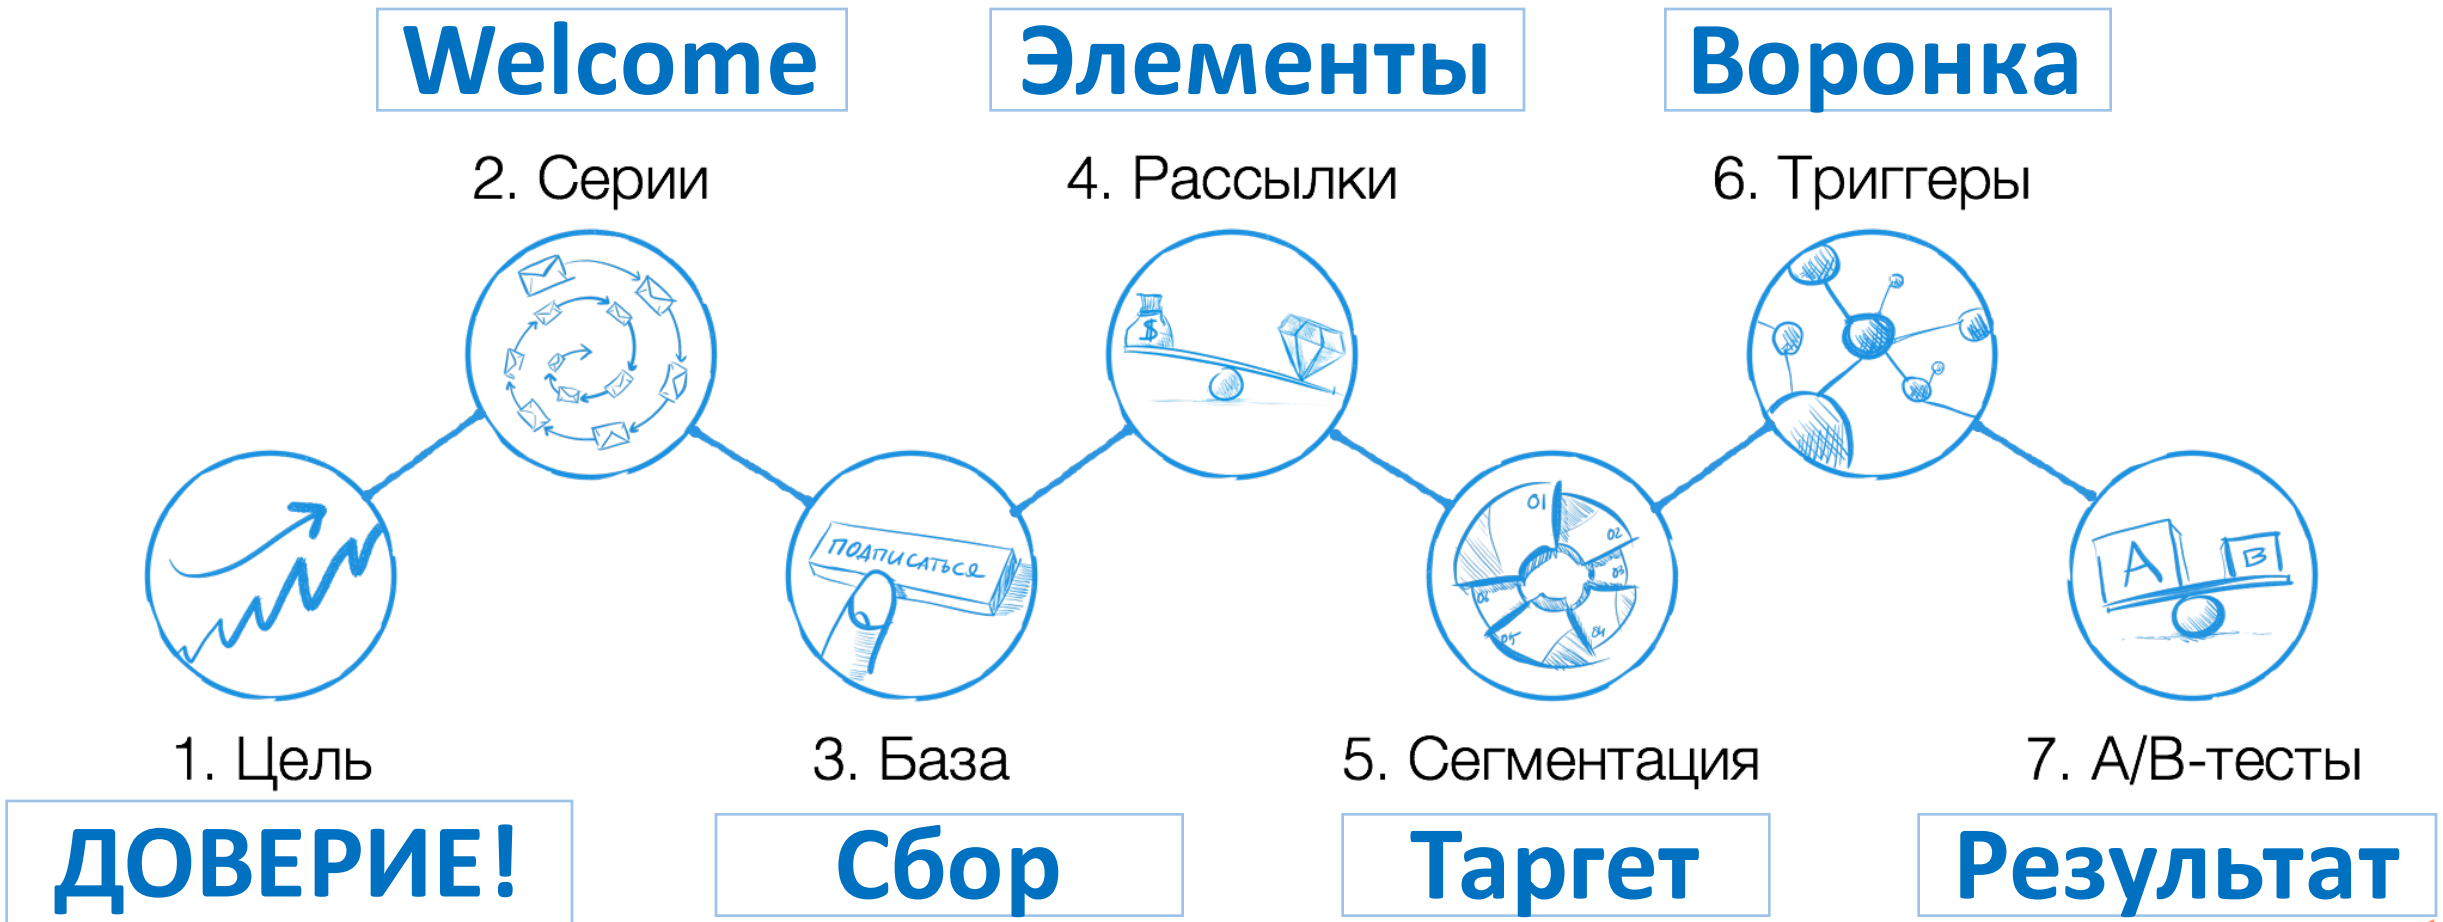 Welcome
Элементы
Воронка
2. Серии
4. Рассылки
6. Триггеры
$
ПОДПИСАТЬСЯ
01
02
03
04
05
06
A
B
1. Цель
3. База
5. Сегментация
7. А/В-тесты
ДОВЕРИЕ!
Сбор
Таргет
Результат